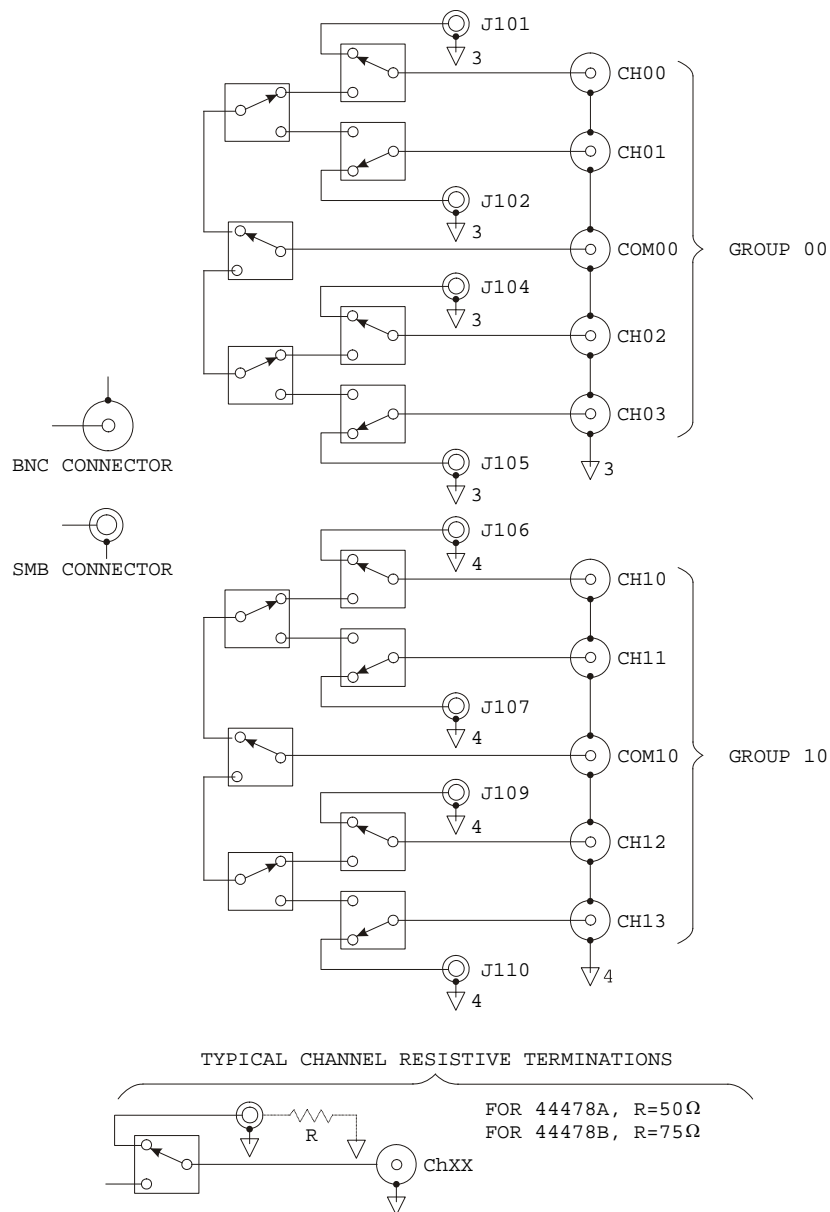 J101
3
CH00
CH01
J102
3
COM00
GROUP 00
J104
3
CH02
CH03
BNC CONNECTOR
J105
3
3
SMB CONNECTOR
J106
4
CH10
CH11
J107
4
COM10
GROUP 10
J109
4
CH12
CH13
J110
4
4
TYPICAL CHANNEL RESISTIVE TERMINATIONS
FOR 44478A, R=50Ω
FOR 44478B, R=75Ω
R
ChXX